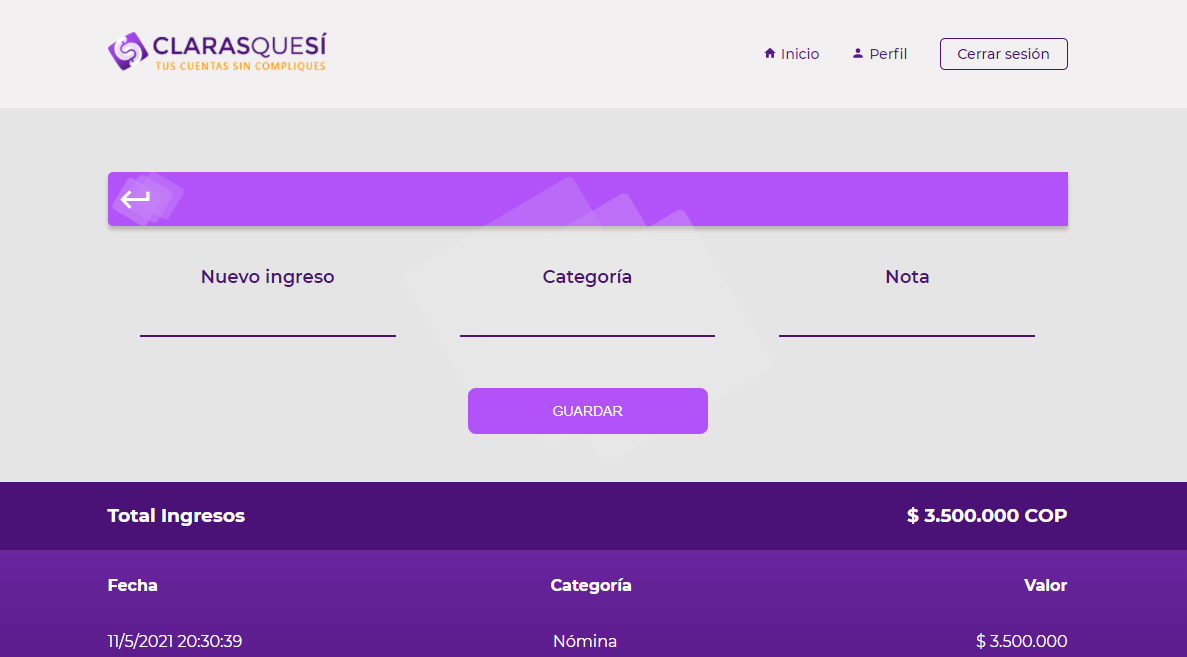 CLARASQUESÍ
TUS CUENTAS SIN COMPLIQUES
Inicio Perfil Cerrar sesión
Nuevo ingreso Categoría Nota
GUARDAR
Total Ingresos $ 3.500.000 COP
Fecha Categoría Valor
11/5/2021 20:30:39 Nómina $ 3.500.000